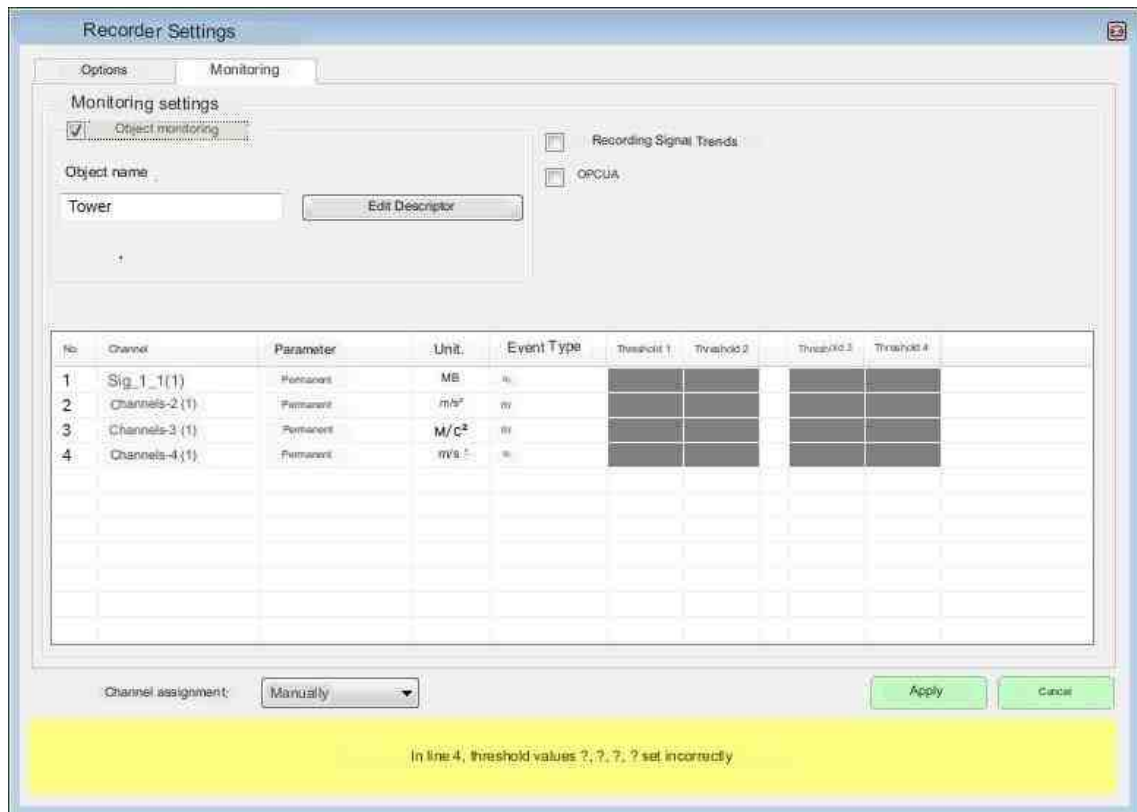 Recorder Settings
Options Monitoring
Monitoring settings
Object monitoring
Recording Signal Trends
Object name
OPCUA
Tower
Edit Descriptor
No Channel Parameter Unit. Event Type Threshold 1 Threshold 2 Threshold 3 Threshold 4
1 Sig_1_1(1) Permanent MB
2 Channels-2 (1) Permanent m/s²
3 Channels-3 (1) Permanent M/C²
4 Channels-4 (1) Permanent m/s
Channel assignment: Manually Apply Cancel
In line 4, threshold values ?, ?, ?, ? set incorrectly